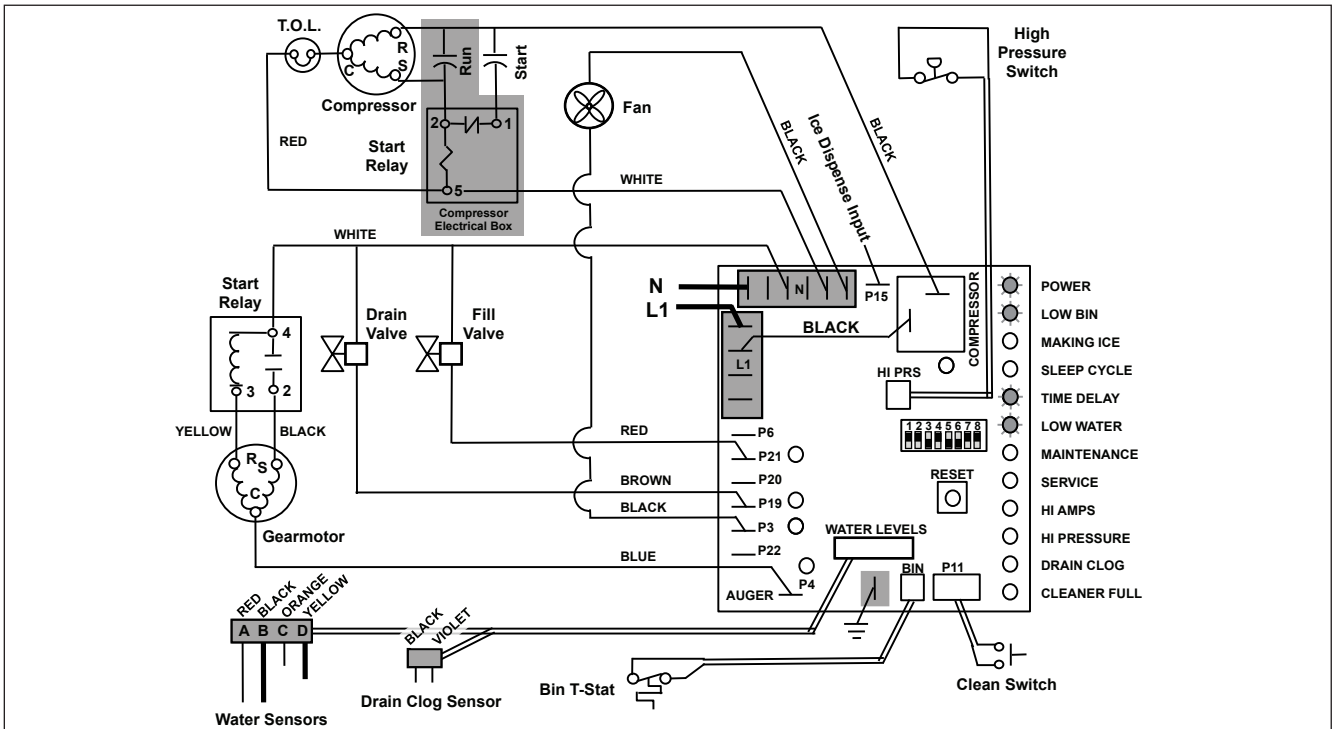 T.O.L.
R
S
C
Compressor
Run
Start
RED
Start
Relay
2
1
5
Compressor
Electrical Box
WHITE
Fan
BLACK
Ice Dispense Input
BLACK
High
Pressure
Switch
WHITE
Start
Relay
4
3
2
YELLOW
BLACK
R
S
C
Gearmotor
Drain
Valve
Fill
Valve
N
L1
N
P15
BLACK
COMPRESSOR
L1
HI PRS
1 2 3 4 5 6 7 8
RESET
RED
BROWN
BLACK
BLUE
P6
P21
P20
P19
P3
P22
P4
AUGER
WATER LEVELS
BIN
P11
POWER
LOW BIN
MAKING ICE
SLEEP CYCLE
TIME DELAY
LOW WATER
MAINTENANCE
SERVICE
HI AMPS
HI PRESSURE
DRAIN CLOG
CLEANER FULL
RED
BLACK
ORANGE
YELLOW
A B C D
Water Sensors
BLACK
VIOLET
Drain Clog Sensor
Bin T-Stat
Clean Switch